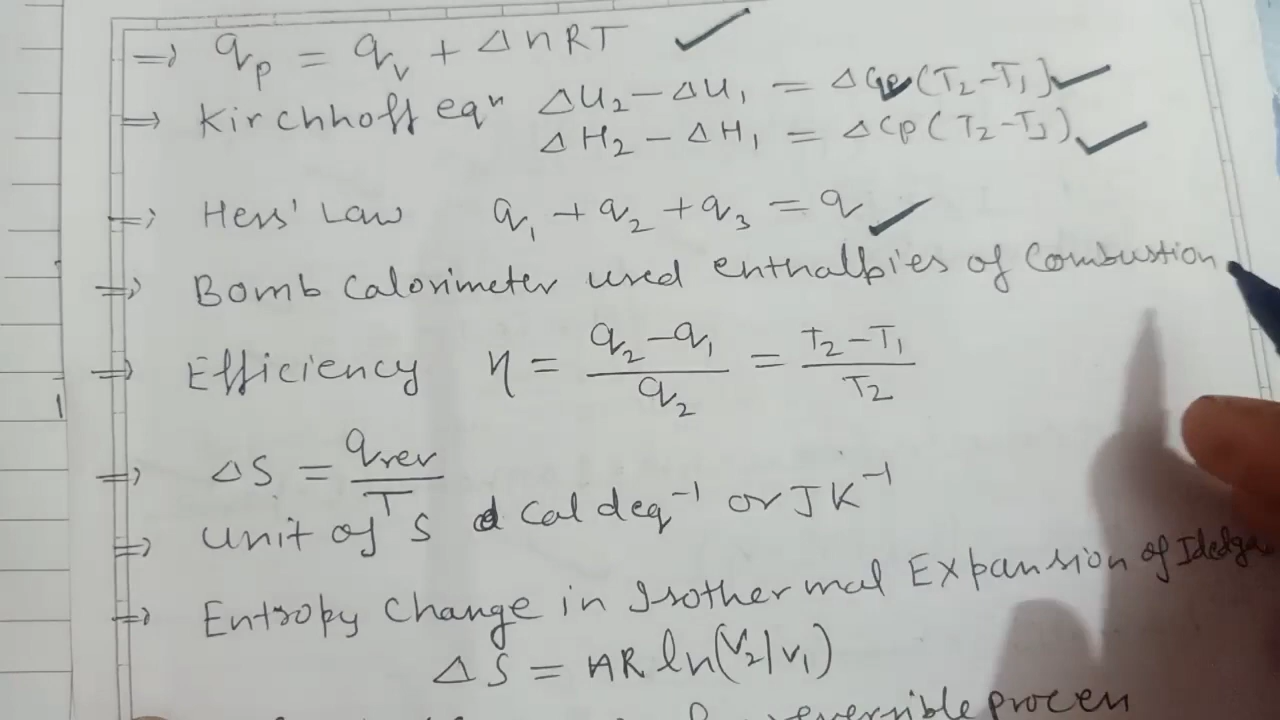 ⇒ qp = qv + ΔnRT ✓
⇒ Kirchhoff eqⁿ ΔU₂ - ΔU₁ = ΔCv (T₂-T₁) ✓
ΔH₂ - ΔH₁ = ΔCp (T₂-T₁) ✓
⇒ Hess' Law q₁ + q₂ + q₃ = q ✓
⇒ Bomb Calorimeter used enthalpies of Combustion
⇒ Efficiency η = (q₂-q₁)/q₂ = (T₂-T₁)/T₂
⇒ ΔS = qrev/T
⇒ Unit of S Cal deg⁻¹ or JK⁻¹
⇒ Entropy Change in Isothermal Expansion of
ΔS = nR ln(V₂/V₁)
reversible process